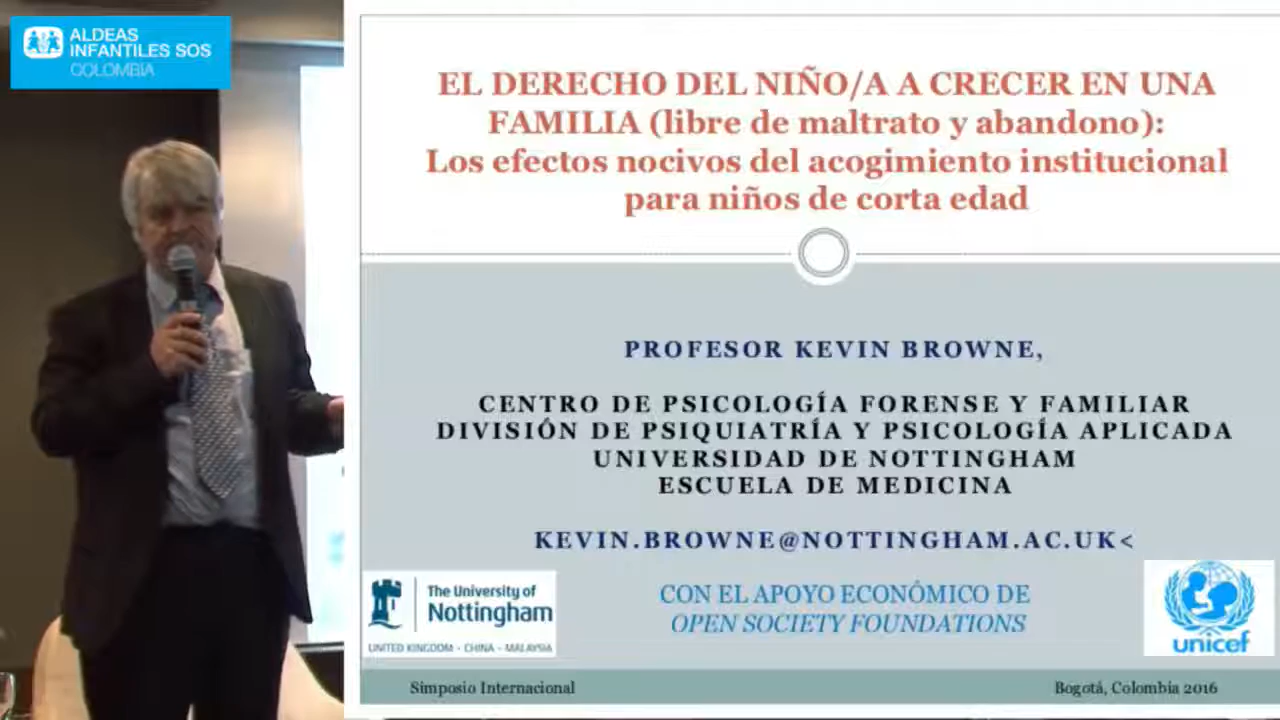 ALDEAS
INFANTILES SOS
COLOMBIA
EL DERECHO DEL NIÑO/A A CRECER EN UNA
FAMILIA (libre de maltrato y abandono):
Los efectos nocivos del acogimiento institucional
para niños de corta edad
PROFESOR KEVIN BROWNE,
CENTRO DE PSICOLOGÍA FORENSE Y FAMILIAR
DIVISIÓN DE PSIQUIATRÍA Y PSICOLOGÍA APLICADA
UNIVERSIDAD DE NOTTINGHAM
ESCUELA DE MEDICINA
KEVIN.BROWNE@NOTTINGHAM.AC.UK<
CON EL APOYO ECONÓMICO DE
OPEN SOCIETY FOUNDATIONS
The University of
Nottingham
UNITED KINGDOM - CHINA - MALAYSIA
unicef
Simposio Internacional
Bogotá, Colombia 2016